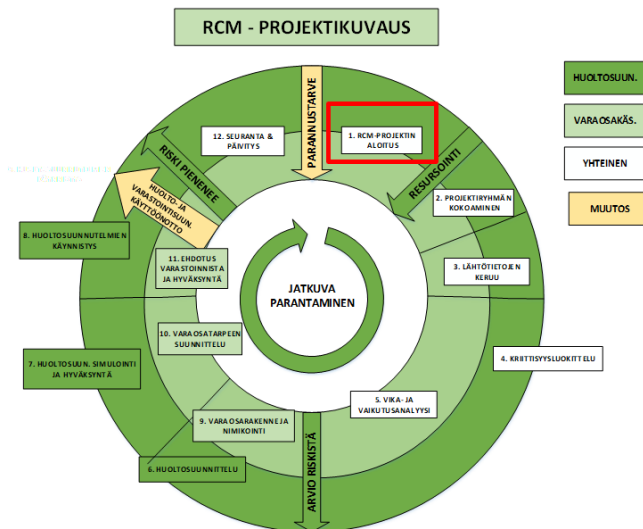 RCM - PROJEKTIKUVAUS
PARANNUSTARVE
HUOLTOSUUN.
VARAOSAKÄS.
YHTEINEN
MUUTOS
12. SEURANTA &
PÄIVITYS
1. RCM-PROJEKTIN
ALOITUS
RISKI PIENENEE
RESURSOINTI
HUOLTO- JA
VARASTOINTISUUN.
KÄYTTÖÖNOTTO
2. PROJEKTIRYHMÄN
KOKOAMINEN
8. HUOLTOSUUNNUTELMIEN
KÄYNNISTYS
11. EHDOTUS
VARASTOINNISTA
JA HYVÄKSYNTÄ
3. LÄHTÖTIETOJEN
KERUU
JATKUVA
PARANTAMINEN
10. VARAOSATARPEEN
SUUNNITTELU
7. HUOLTOSUUN. SIMULOINTI
JA HYVÄKSYNTÄ
4. KRIITTISYYSLUOKITTELU
5. VIKA- JA
VAIKUTUSANALYYSI
9. VARAOSARAKENNE JA
NIMIKOINTI
6. HUOLTOSUUNNITTELU
ARVIO RISKISTÄ